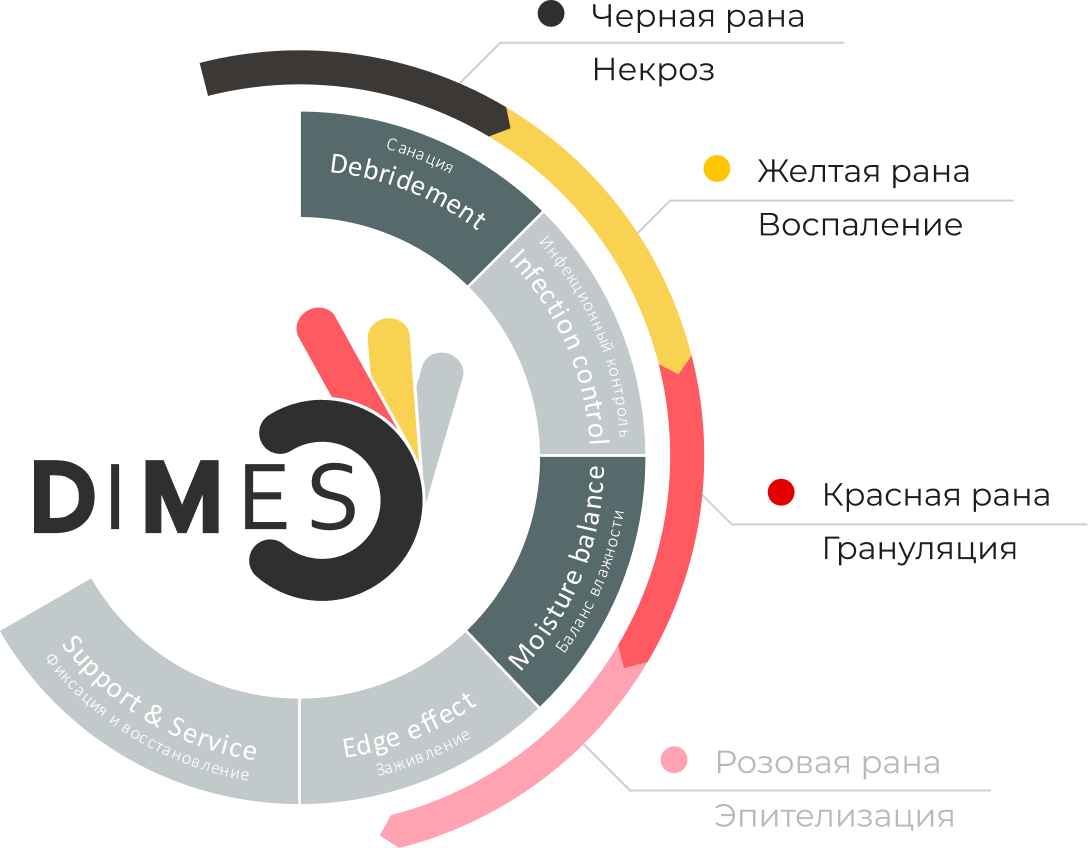 Черная рана
Некроз
Желтая рана
Воспаление
Красная рана
Грануляция
Розовая рана
Эпителизация
Санация
Debridement
Инфекционный контроль
Infection control
Moisture balance
Баланс влажности
Edge effect
Заживление
Support & Service
Фиксация и восстановление
DIMES